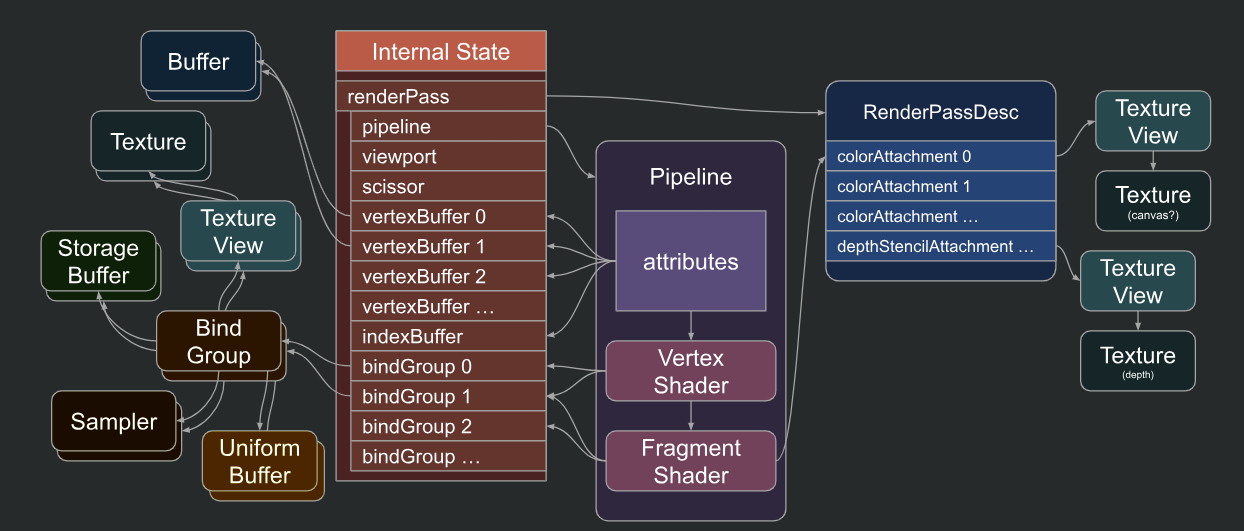 Buffer
Texture
Texture
View
Storage
Buffer
Bind
Group
Sampler
Uniform
Buffer
Internal State
renderPass
pipeline
viewport
scissor
vertexBuffer 0
vertexBuffer 1
vertexBuffer 2
vertexBuffer …
indexBuffer
bindGroup 0
bindGroup 1
bindGroup 2
bindGroup …
Pipeline
attributes
Vertex
Shader
Fragment
Shader
RenderPassDesc
colorAttachment 0
colorAttachment 1
colorAttachment …
depthStencilAttachment …
Texture
View
Texture
(canvas?)
Texture
View
Texture
(depth)